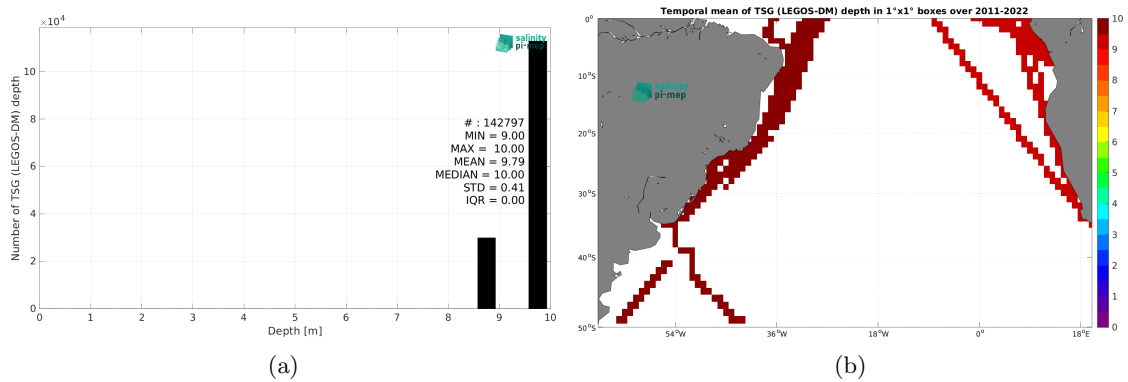 Temporal mean of TSG (LEGOS-DM) depth in 1°x1° boxes over 2011-2022
×10⁴
Number of TSG (LEGOS-DM) depth
10
8
6
4
2
0
salinity
pi-mep
# : 142797
MIN = 9.00
MAX = 10.00
MEAN = 9.79
MEDIAN = 10.00
STD = 0.41
IQR = 0.00
0 1 2 3 4 5 6 7 8 9 10
Depth [m]
(a)
0°
10°S
20°S
30°S
40°S
50°S
salinity
pi-mep
54°W 36°W 18°W 0° 18°E
10
9
8
7
6
5
4
3
2
1
0
(b)